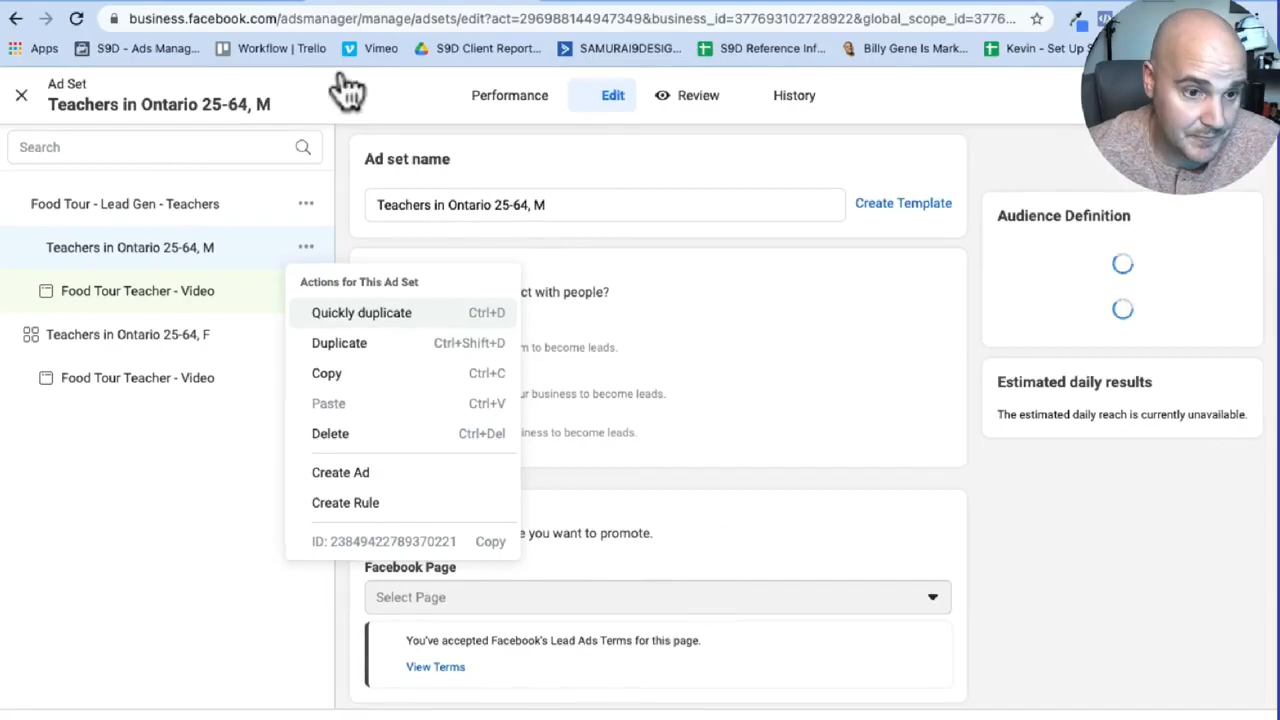 business.facebook.com/adsmanager/manage/adsets/edit?act=296988144947349&business_id=377693102728922&global_scope_id=3776...
Apps
S9D - Ads Manag...
Workflow | Trello
Vimeo
S9D Client Report...
SAMURAI9DESIG...
S9D Reference Inf...
Billy Gene Is Mark...
Kevin - Set Up
Ad Set
Teachers in Ontario 25-64, M
Performance
Edit
Review
History
Search
Food Tour - Lead Gen - Teachers
Teachers in Ontario 25-64, M
Food Tour Teacher - Video
Teachers in Ontario 25-64, F
Food Tour Teacher - Video
Actions for This Ad Set
Quickly duplicate Ctrl+D
Duplicate Ctrl+Shift+D
Copy Ctrl+C
Paste Ctrl+V
Delete Ctrl+Del
Create Ad
Create Rule
ID: 23849422789370221 Copy
Ad set name
Teachers in Ontario 25-64, M
Create Template
ct with people?
m to become leads.
ur business to become leads.
iness to become leads.
e you want to promote.
Facebook Page
Select Page
You've accepted Facebook's Lead Ads Terms for this page.
View Terms
Audience Definition
Estimated daily results
The estimated daily reach is currently unavailable.